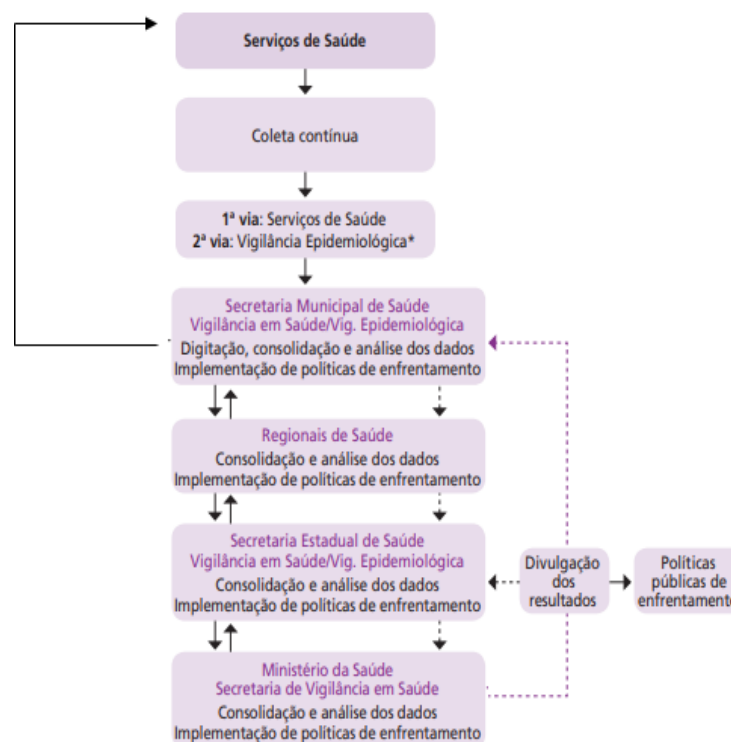 Serviços de Saúde
Coleta contínua
1ª via: Serviços de Saúde
2ª via: Vigilância Epidemiológica*
Secretaria Municipal de Saúde
Vigilância em Saúde/Vig. Epidemiológica
Digitação, consolidação e análise dos dados
Implementação de políticas de enfrentamento
Regionais de Saúde
Consolidação e análise dos dados
Implementação de políticas de enfrentamento
Secretaria Estadual de Saúde
Vigilância em Saúde/Vig. Epidemiológica
Consolidação e análise dos dados
Implementação de políticas de enfrentamento
Divulgação
dos
resultados
Políticas
públicas de
enfrentamento
Ministério da Saúde
Secretaria de Vigilância em Saúde
Consolidação e análise dos dados
Implementação de políticas de enfrentamento